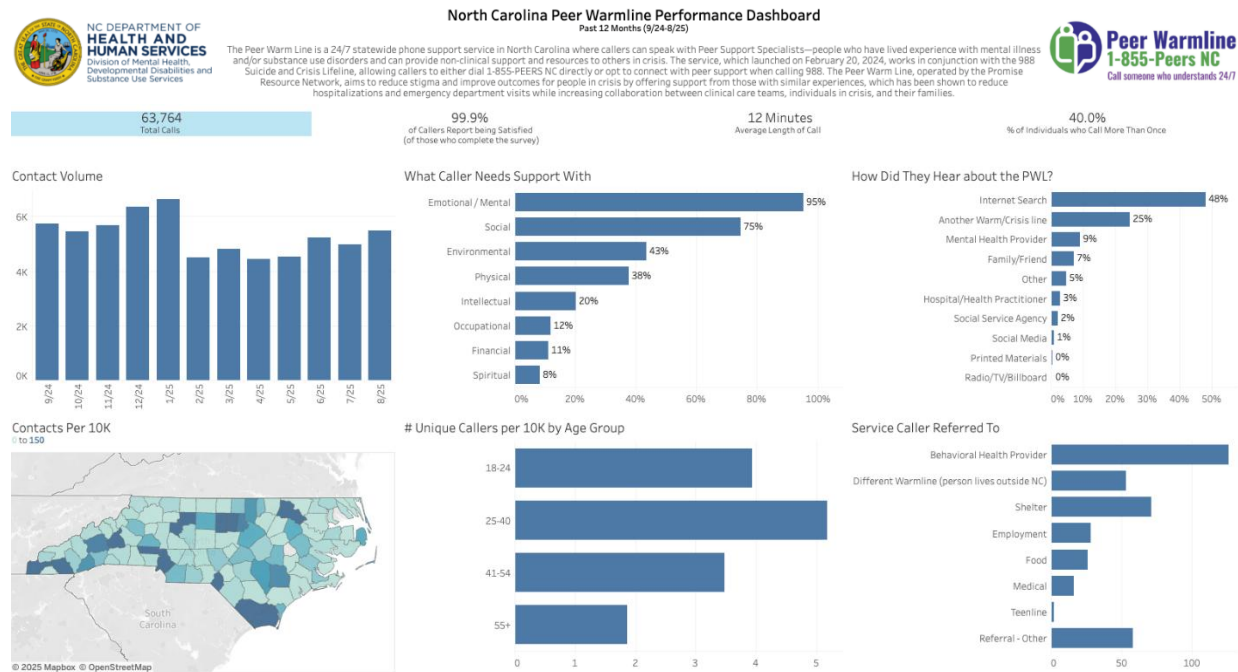 North Carolina Peer Warmline Performance Dashboard
Past 12 Months (9/24-8/25)
NC DEPARTMENT OF
HEALTH AND
HUMAN SERVICES
Division of Mental Health,
Developmental Disabilities and
Substance Use Services
The Peer Warm Line is a 24/7 statewide phone support service in North Carolina where callers can speak with Peer Support Specialists—people who have lived experience with mental illness
and/or substance use disorders and can provide non-clinical support and resources to others in crisis. The service, which launched on February 20, 2024, works in conjunction with the 988
Suicide and Crisis Lifeline, allowing callers to either dial 1-855-PEERS NC directly or opt to connect with peer support when calling 988. The Peer Warm Line, operated by the Promise
Resource Network, aims to reduce stigma and improve outcomes for people in crisis by offering support from those with similar experiences, which has been shown to reduce
hospitalizations and emergency department visits while increasing collaboration between clinical care teams, individuals in crisis, and their families.
Peer Warmline
1-855-Peers NC
Call someone who understands 24/7
63,764
Total Calls
99.9%
of Callers Report being Satisfied
(of those who complete the survey)
12 Minutes
Average Length of Call
40.0%
% of Individuals who Call More Than Once
Contact Volume
6K
4K
2K
0K
9/24
10/24
11/24
12/24
1/25
2/25
3/25
4/25
5/25
6/25
7/25
8/25
What Caller Needs Support With
Emotional / Mental 95%
Social 75%
Environmental 43%
Physical 38%
Intellectual 20%
Occupational 12%
Financial 11%
Spiritual 8%
0% 20% 40% 60% 80% 100%
How Did They Hear about the PWL?
Internet Search 48%
Another Warm/Crisis line 25%
Mental Health Provider 9%
Family/Friend 7%
Other 5%
Hospital/Health Practitioner 3%
Social Service Agency 2%
Social Media 1%
Printed Materials 0%
Radio/TV/Billboard 0%
0% 10% 20% 30% 40% 50%
Contacts Per 10K
0 to 150
South
Carolina
© 2025 Mapbox © OpenStreetMap
# Unique Callers per 10K by Age Group
18-24
25-40
41-54
55+
0 1 2 3 4 5
Service Caller Referred To
Behavioral Health Provider
Different Warmline (person lives outside NC)
Shelter
Employment
Food
Medical
Teenline
Referral - Other
0 50 100